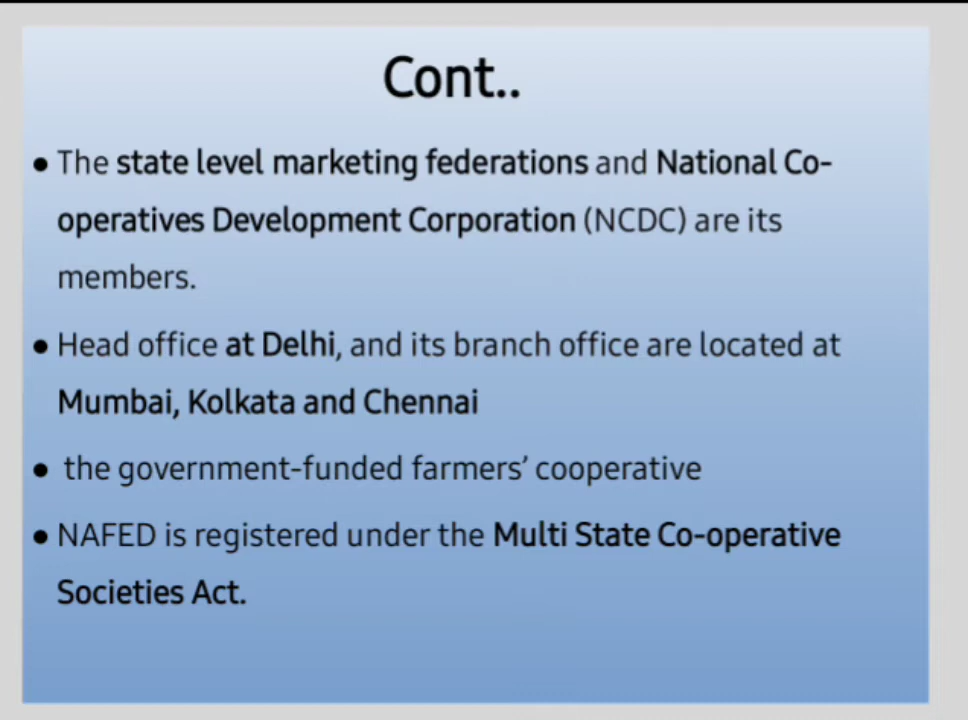 Cont..
● The state level marketing federations and National Co-
operatives Development Corporation (NCDC) are its
members.
● Head office at Delhi, and its branch office are located at
Mumbai, Kolkata and Chennai
● the government-funded farmers’ cooperative
● NAFED is registered under the Multi State Co-operative
Societies Act.